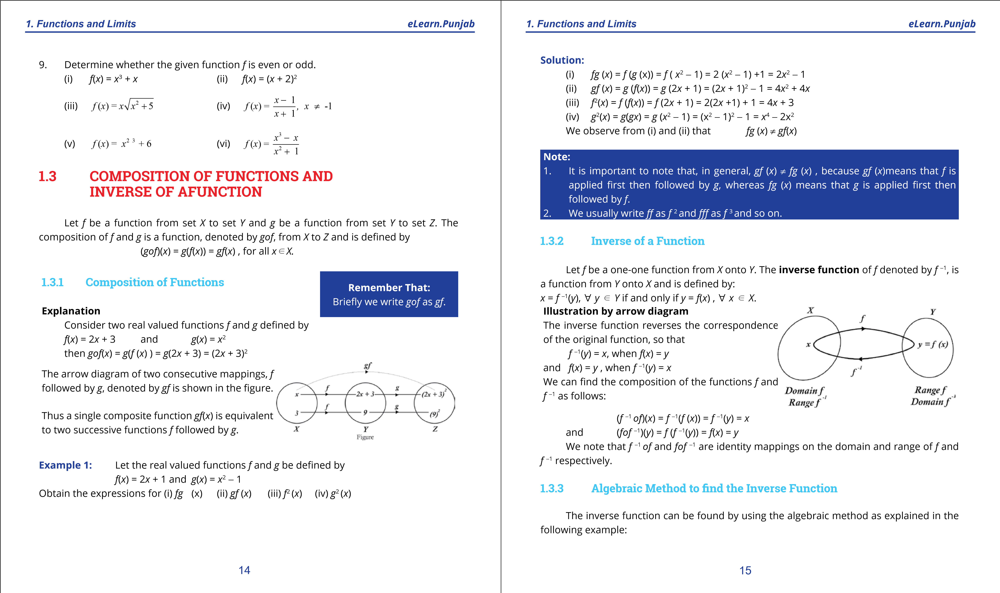 1. Functions and Limits eLearn.Punjab
9. Determine whether the given function f is even or odd.
(i) f(x) = x³ + x (ii) f(x) = (x + 2)²
(iii) f(x) = x√(x² + 5) (iv) f(x) = (x − 1)/(x + 1), x ≠ -1
(v) f(x) = x² ³ + 6 (vi) f(x) = (x³ − x)/(x² + 1)
1.3 COMPOSITION OF FUNCTIONS AND
INVERSE OF AFUNCTION
Let f be a function from set X to set Y and g be a function from set Y to set Z. The
composition of f and g is a function, denoted by gof, from X to Z and is defined by
(gof)(x) = g(f(x)) = gf(x) , for all x ∈ X.
1.3.1 Composition of Functions
Remember That:
Briefly we write gof as gf.
Explanation
Consider two real valued functions f and g defined by
f(x) = 2x + 3 and g(x) = x²
then gof(x) = g(f (x) ) = g(2x + 3) = (2x + 3)²
The arrow diagram of two consecutive mappings, f
followed by g, denoted by gf is shown in the figure.
Thus a single composite function gf(x) is equivalent
to two successive functions f followed by g.
gf
x f 2x + 3 g (2x + 3)²
3 f 9 g (9)²
X Y Z
Figure
Example 1: Let the real valued functions f and g be defined by
f(x) = 2x + 1 and g(x) = x² – 1
Obtain the expressions for (i) fg (x) (ii) gf (x) (iii) f² (x) (iv) g² (x)
14
1. Functions and Limits eLearn.Punjab
Solution:
(i) fg (x) = f (g (x)) = f ( x² – 1) = 2 (x² – 1) +1 = 2x² – 1
(ii) gf (x) = g (f(x)) = g (2x + 1) = (2x + 1)² – 1 = 4x² + 4x
(iii) f²(x) = f (f(x)) = f (2x + 1) = 2(2x +1) + 1 = 4x + 3
(iv) g²(x) = g(gx) = g (x² – 1) = (x² – 1)² – 1 = x⁴ – 2x²
We observe from (i) and (ii) that fg (x) ≠ gf(x)
Note:
1. It is important to note that, in general, gf (x) ≠ fg (x) , because gf (x)means that f is
applied first then followed by g, whereas fg (x) means that g is applied first then
followed by f.
2. We usually write ff as f ² and fff as f ³ and so on.
1.3.2 Inverse of a Function
Let f be a one-one function from X onto Y. The inverse function of f denoted by f ⁻¹, is
a function from Y onto X and is defined by:
x = f ⁻¹(y), ∀ y ∈ Y if and only if y = f(x) , ∀ x ∈ X.
Illustration by arrow diagram
The inverse function reverses the correspondence
of the original function, so that
f ⁻¹(y) = x, when f(x) = y
and f(x) = y , when f ⁻¹(y) = x
We can find the composition of the functions f and
f ⁻¹ as follows:
X Y
f
x y = f (x)
f⁻¹
Domain f Range f
Range f⁻¹ Domain f⁻¹
(f ⁻¹ of)(x) = f ⁻¹(f (x)) = f ⁻¹(y) = x
and (fof ⁻¹)(y) = f (f ⁻¹(y)) = f(x) = y
We note that f ⁻¹ of and fof ⁻¹ are identity mappings on the domain and range of f and
f ⁻¹ respectively.
1.3.3 Algebraic Method to find the Inverse Function
The inverse function can be found by using the algebraic method as explained in the
following example:
15